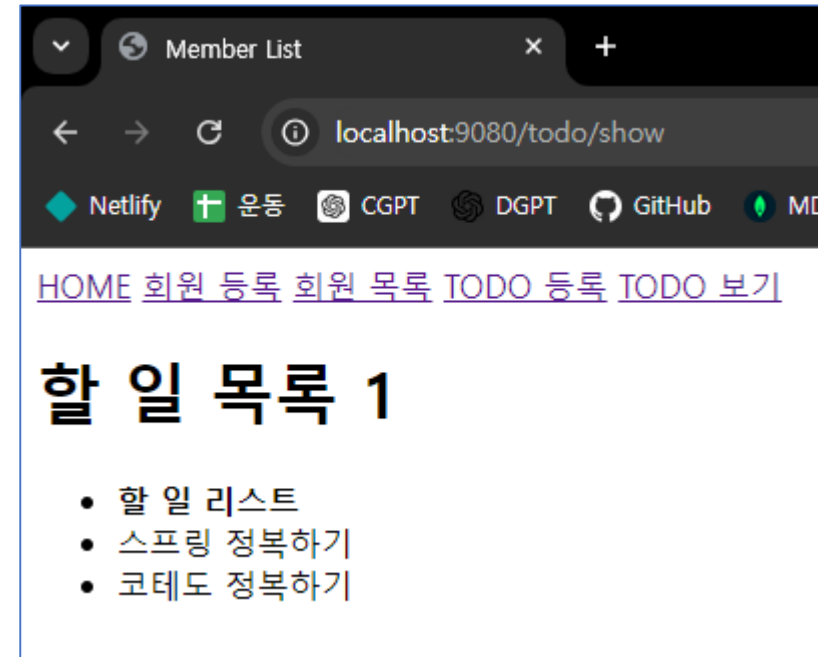 Member List
localhost:9080/todo/show
Netlify 운동 CGPT DGPT GitHub
HOME 회원 등록 회원 목록 TODO 등록 TODO 보기
할 일 목록 1
할 일 리스트
스프링 정복하기
코테도 정복하기